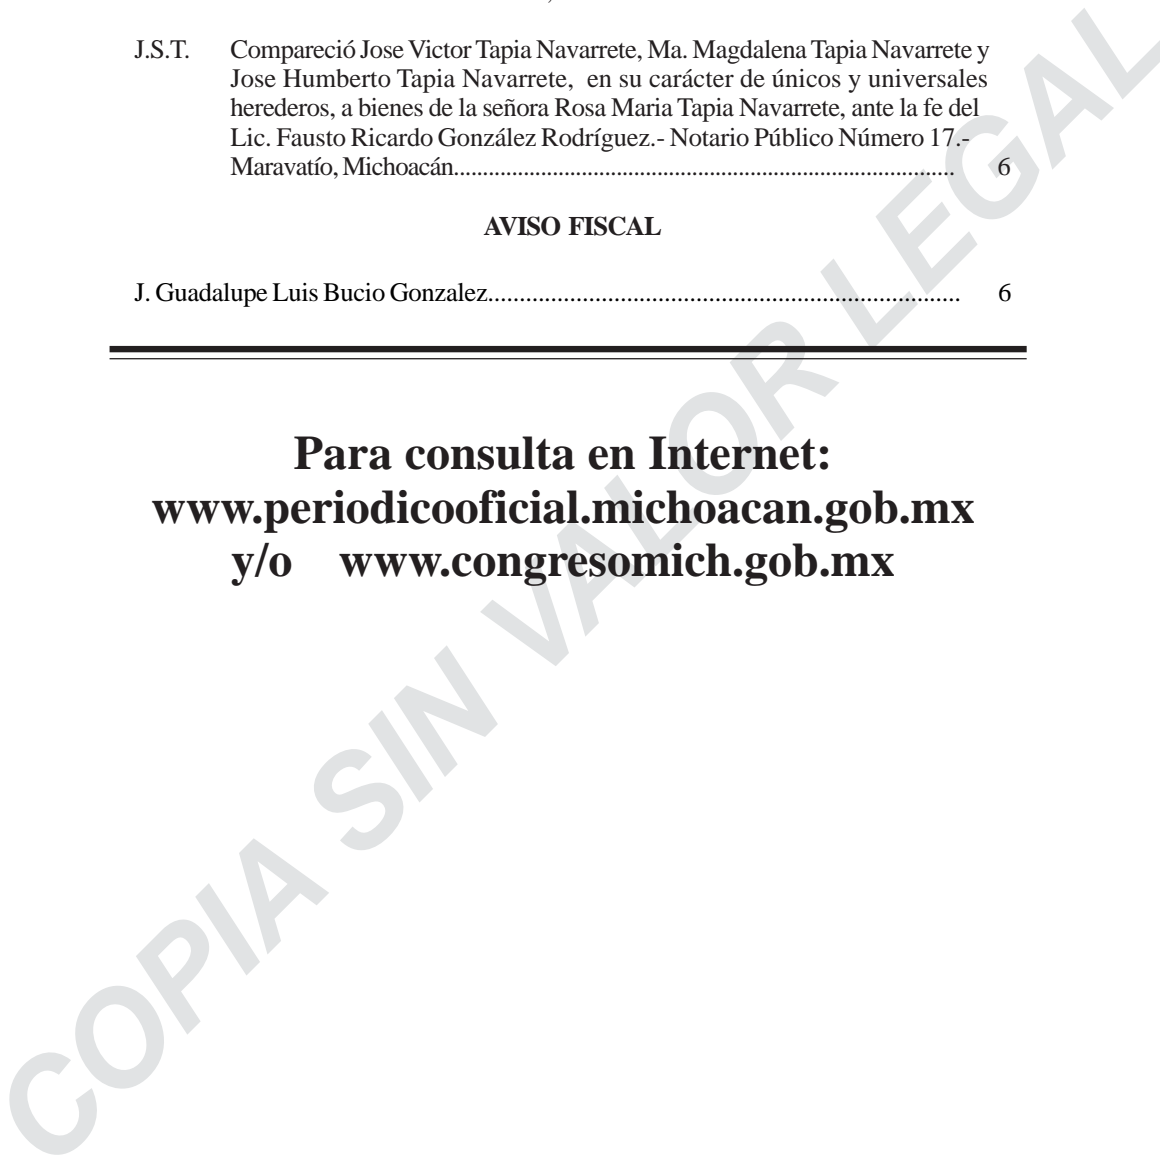 J.S.T. Compareció Jose Victor Tapia Navarrete, Ma. Magdalena Tapia Navarrete y
Jose Humberto Tapia Navarrete, en su carácter de únicos y universales
herederos, a bienes de la señora Rosa Maria Tapia Navarrete, ante la fe del
Lic. Fausto Ricardo González Rodríguez.- Notario Público Número 17.-
Maravatío, Michoacán..................................................................................... 6
AVISO FISCAL
J. Guadalupe Luis Bucio Gonzalez.......................................................................... 6
Para consulta en Internet:
www.periodicooficial.michoacan.gob.mx
y/o www.congresomich.gob.mx
COPIA SIN VALOR LEGAL